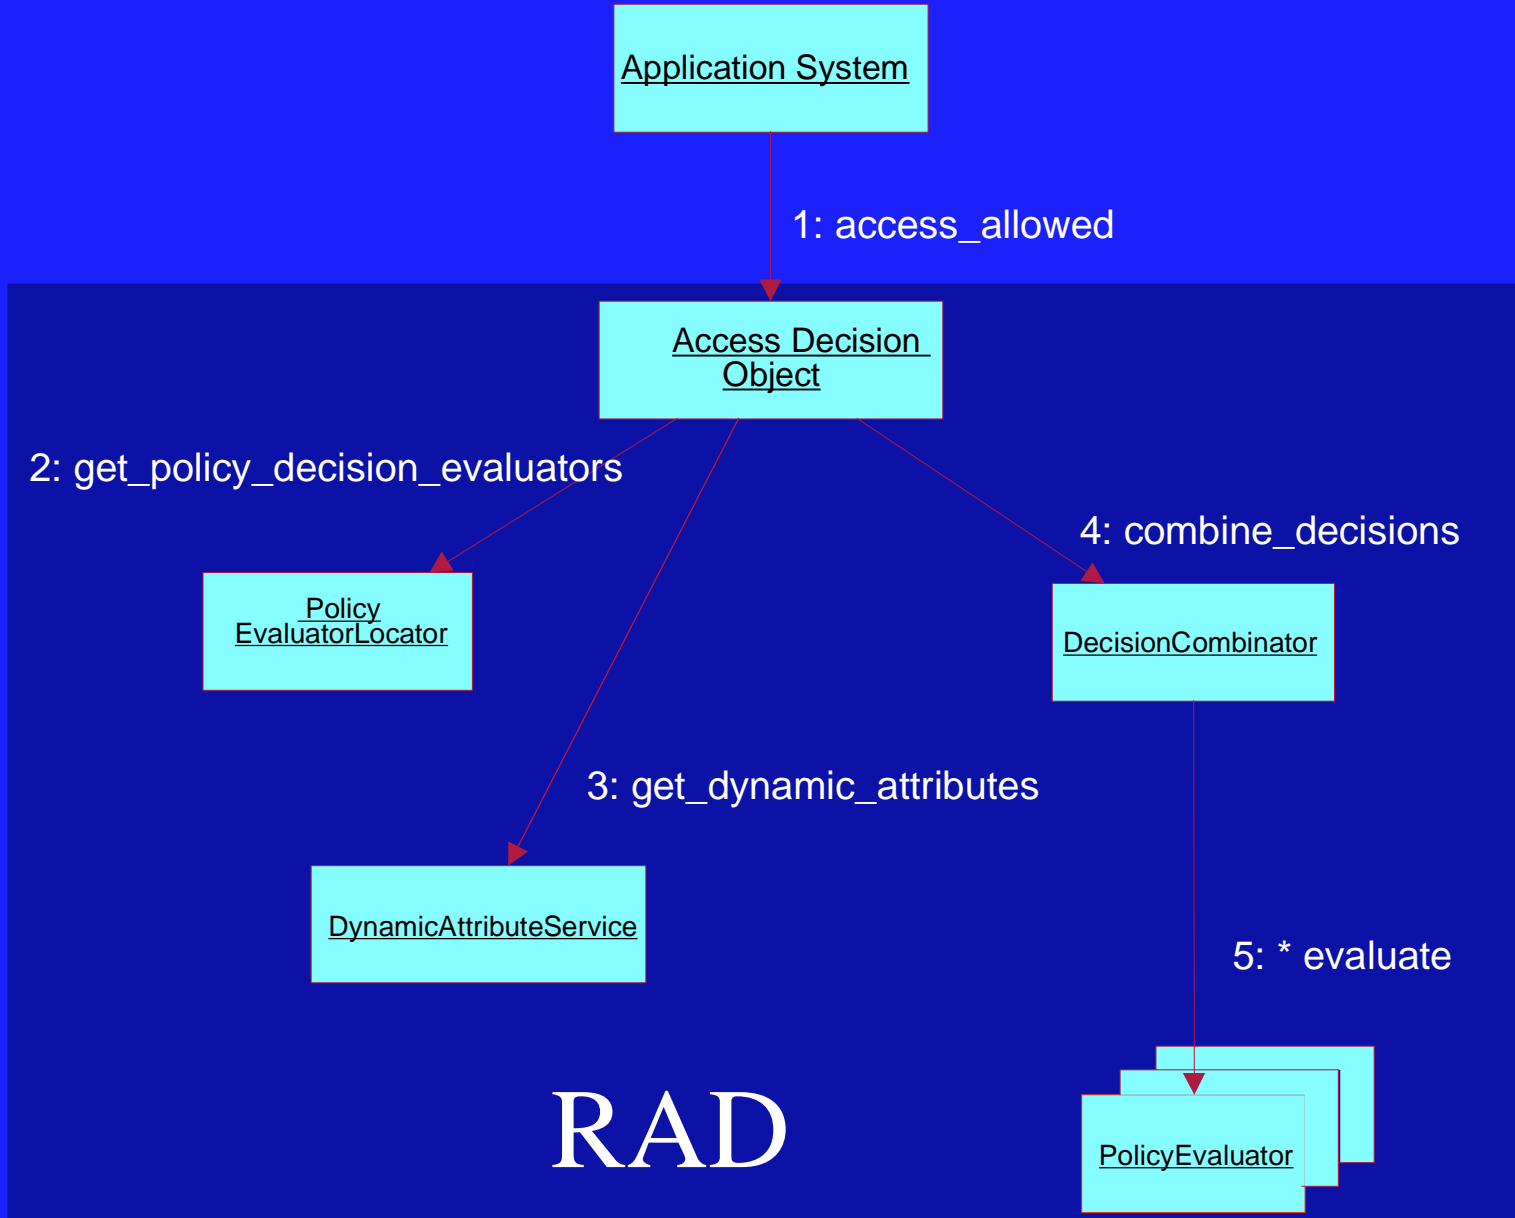 Application System
1: access_allowed
Access Decision
Object
2: get_policy_decision_evaluators
4: combine_decisions
Policy
EvaluatorLocator
DecisionCombinator
3: get_dynamic_attributes
DynamicAttributeService
5: * evaluate
RAD
PolicyEvaluator